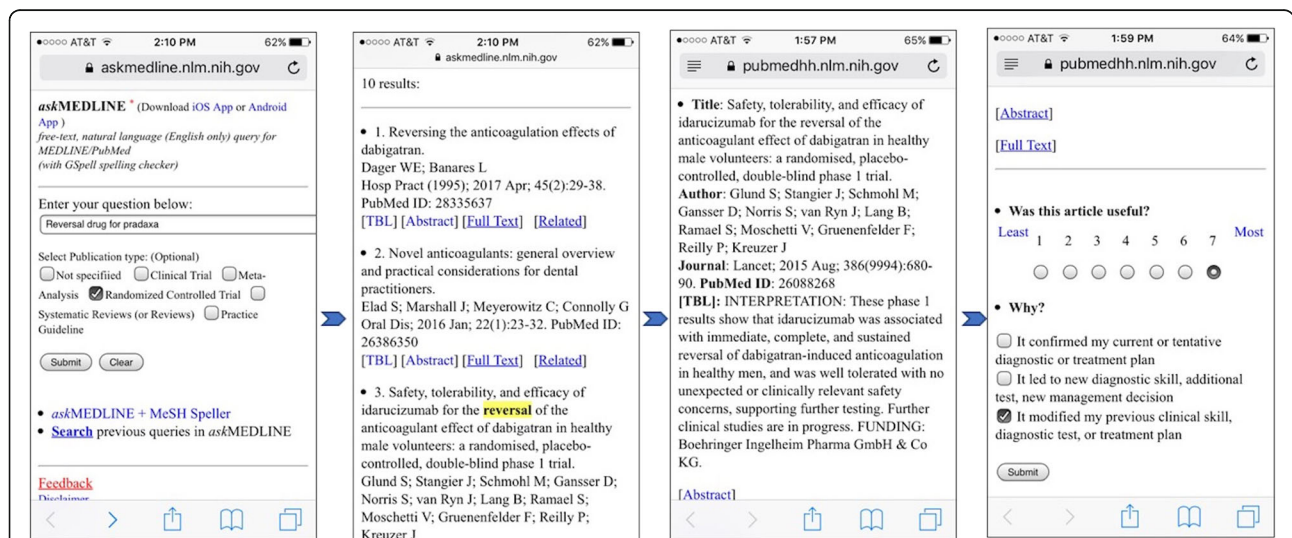 ●oooo AT&T 2:10 PM 62%
askmedline.nlm.nih.gov
askMEDLINE * (Download iOS App or Android
App )
free-text, natural language (English only) query for
MEDLINE/PubMed
(with GSpell spelling checker)
Enter your question below:
Reversal drug for pradaxa
Select Publication type: (Optional)
Not specifiied Clinical Trial Meta-
Analysis Randomized Controlled Trial
Systematic Reviews (or Reviews) Practice
Guideline
Submit Clear
• askMEDLINE + MeSH Speller
• Search previous queries in askMEDLINE
Feedback
Disclaimer
●oooo AT&T 2:10 PM 62%
askmedline.nlm.nih.gov
10 results:
• 1. Reversing the anticoagulation effects of
dabigatran.
Dager WE; Banares L
Hosp Pract (1995); 2017 Apr; 45(2):29-38.
PubMed ID: 28335637
[TBL] [Abstract] [Full Text] [Related]
• 2. Novel anticoagulants: general overview
and practical considerations for dental
practitioners.
Elad S; Marshall J; Meyerowitz C; Connolly G
Oral Dis; 2016 Jan; 22(1):23-32. PubMed ID:
26386350
[TBL] [Abstract] [Full Text] [Related]
• 3. Safety, tolerability, and efficacy of
idarucizumab for the reversal of the
anticoagulant effect of dabigatran in healthy
male volunteers: a randomised, placebo-
controlled, double-blind phase 1 trial.
Glund S; Stangier J; Schmohl M; Gansser D;
Norris S; van Ryn J; Lang B; Ramael S;
Moschetti V; Gruenenfelder F; Reilly P;
Kreuzer J
●oooo AT&T 1:57 PM 65%
pubmedhh.nlm.nih.gov
• Title: Safety, tolerability, and efficacy of
idarucizumab for the reversal of the
anticoagulant effect of dabigatran in healthy
male volunteers: a randomised, placebo-
controlled, double-blind phase 1 trial.
Author: Glund S; Stangier J; Schmohl M;
Gansser D; Norris S; van Ryn J; Lang B;
Ramael S; Moschetti V; Gruenenfelder F;
Reilly P; Kreuzer J
Journal: Lancet; 2015 Aug; 386(9994):680-
90. PubMed ID: 26088268
[TBL]: INTERPRETATION: These phase 1
results show that idarucizumab was associated
with immediate, complete, and sustained
reversal of dabigatran-induced anticoagulation
in healthy men, and was well tolerated with no
unexpected or clinically relevant safety
concerns, supporting further testing. Further
clinical studies are in progress. FUNDING:
Boehringer Ingelheim Pharma GmbH & Co
KG.
[Abstract]
●oooo AT&T 1:59 PM 64%
pubmedhh.nlm.nih.gov
[Abstract]
[Full Text]
• Was this article useful?
Least 1 2 3 4 5 6 7 Most
• Why?
It confirmed my current or tentative
diagnostic or treatment plan
It led to new diagnostic skill, additional
test, new management decision
It modified my previous clinical skill,
diagnostic test, or treatment plan
Submit